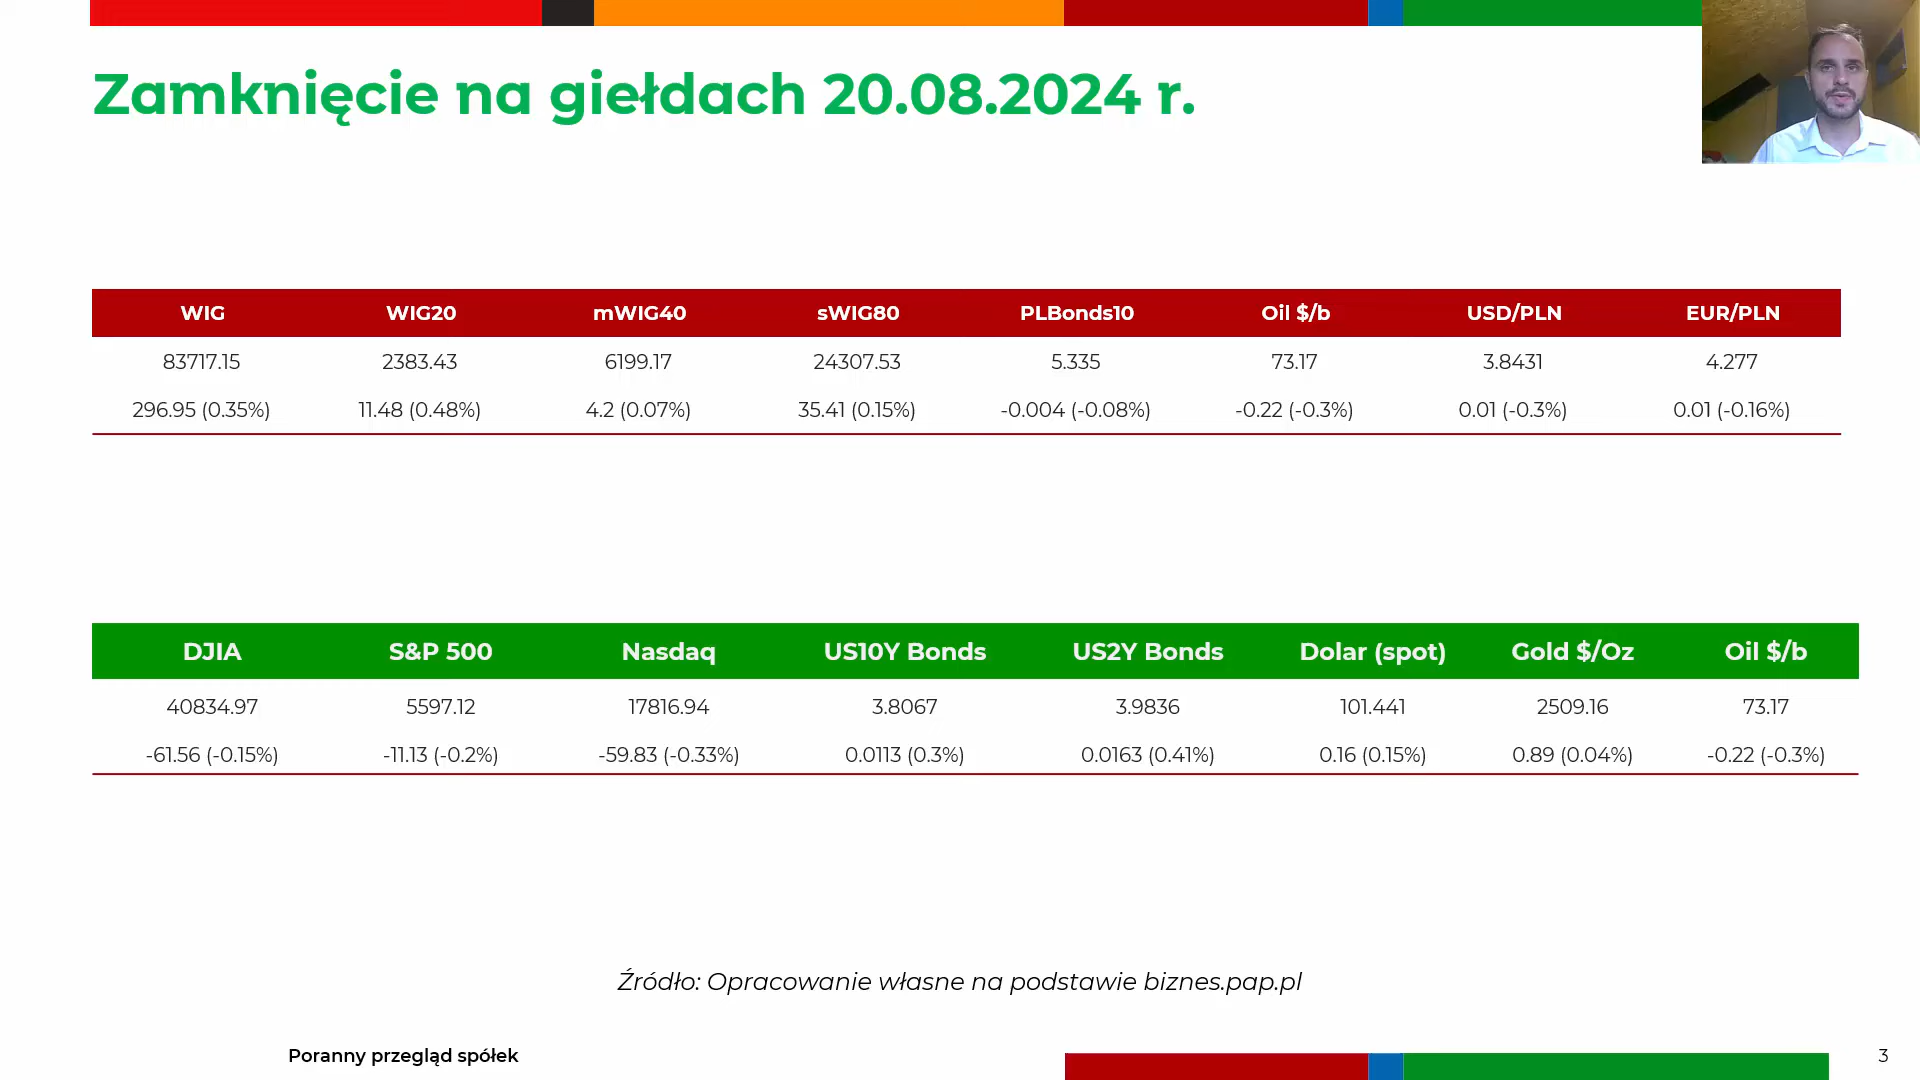 Zamknięcie na giełdach 20.08.2024 r.
WIG WIG20 mWIG40 sWIG80 PLBonds10 Oil $/b USD/PLN EUR/PLN
83717.15 2383.43 6199.17 24307.53 5.335 73.17 3.8431 4.277
296.95 (0.35%) 11.48 (0.48%) 4.2 (0.07%) 35.41 (0.15%) -0.004 (-0.08%) -0.22 (-0.3%) 0.01 (-0.3%) 0.01 (-0.16%)
DJIA S&P 500 Nasdaq US10Y Bonds US2Y Bonds Dolar (spot) Gold $/Oz Oil $/b
40834.97 5597.12 17816.94 3.8067 3.9836 101.441 2509.16 73.17
-61.56 (-0.15%) -11.13 (-0.2%) -59.83 (-0.33%) 0.0113 (0.3%) 0.0163 (0.41%) 0.16 (0.15%) 0.89 (0.04%) -0.22 (-0.3%)
Źródło: Opracowanie własne na podstawie biznes.pap.pl
Poranny przegląd spółek 3